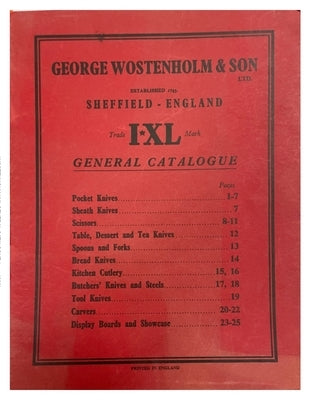 GEORGE WOSTENHOLM & SON
LTD.
ESTABLISHED 1745
SHEFFIELD - ENGLAND
Trade I*XL Mark
GENERAL CATALOGUE
Pages
Pocket Knives 1-7
Sheath Knives 7
Scissors 8-11
Table, Dessert and Tea Knives 12
Spoons and Forks 13
Bread Knives 14
Kitchen Cutlery 15, 16
Butchers' Knives and Steels 17, 18
Tool Knives 19
Carvers 20-22
Display Boards and Showcase 23-25
PRINTED IN ENGLAND